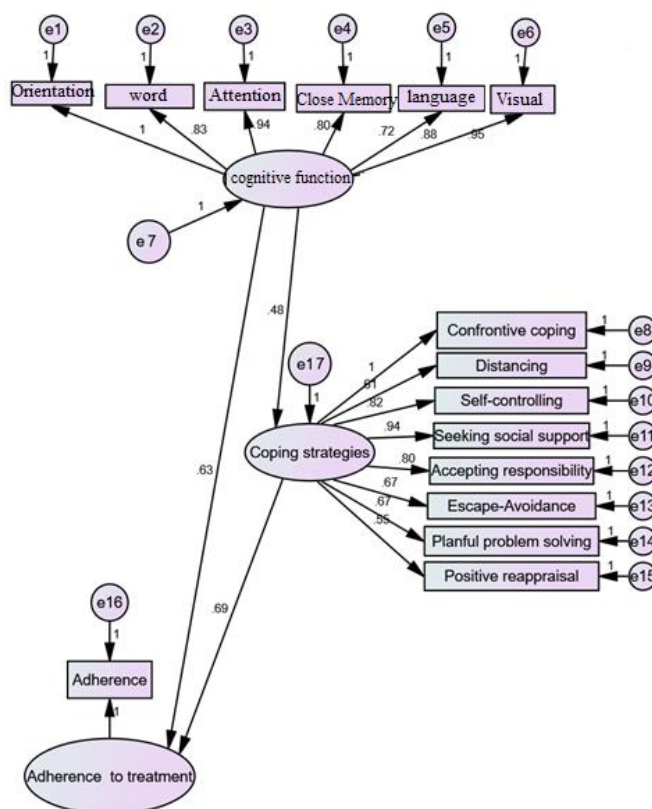 e1 e2 e3 e4 e5 e6
1 1 1 1 1 1
Orientation word Attention Close Memory language Visual
1 .83 .94 .80 .72 .88 .95
cognitive function
e7 1
.48
e17
1
Confrontive coping 1 e8
Distancing 1 e9
Self-controlling 1 e10
Seeking social support 1 e11
Accepting responsibility 1 e12
Escape-Avoidance 1 e13
Planful problem solving 1 e14
Positive reappraisal 1 e15
1
.82
.94
.80
.67
.67
.55
Coping strategies
.63
.69
e16
1
Adherence
1
Adherence to treatment